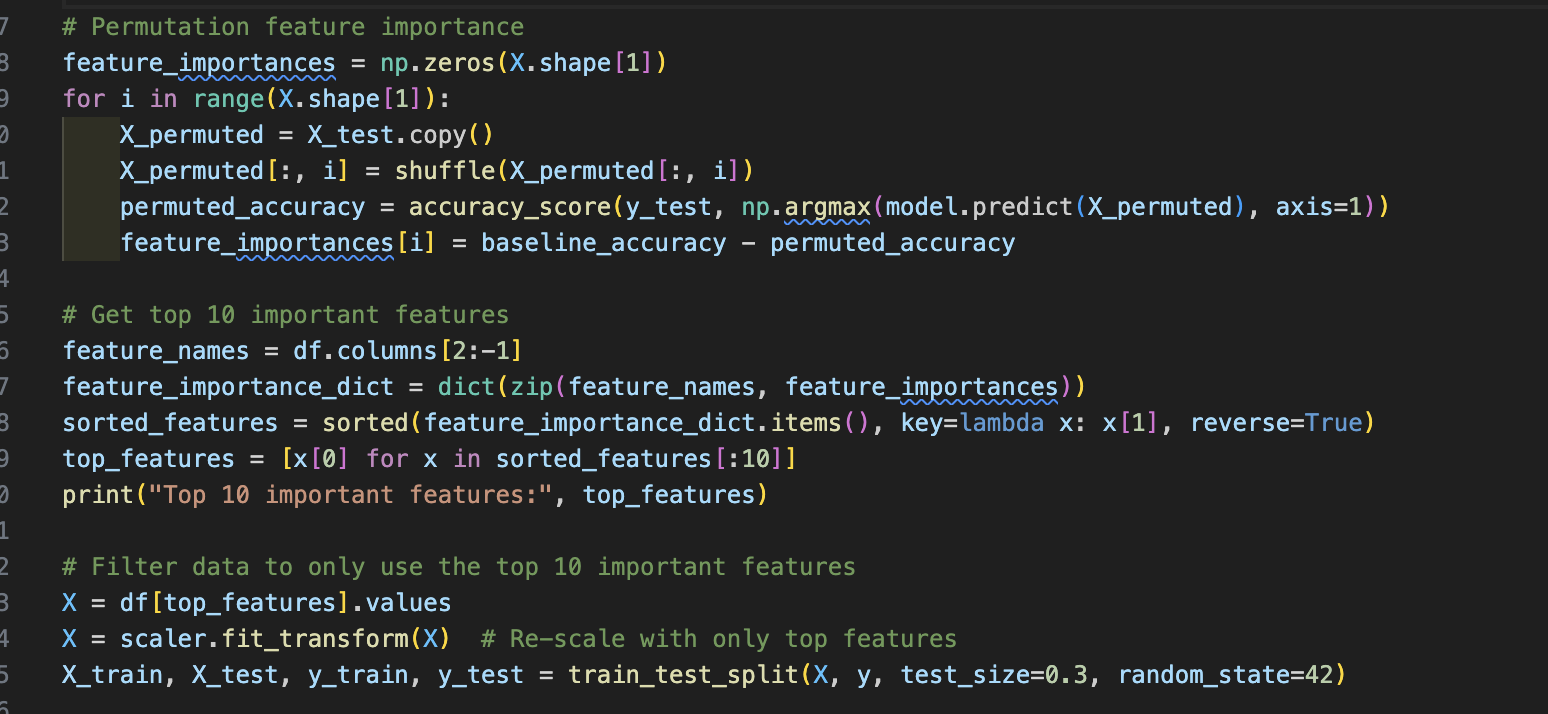 7 # Permutation feature importance
8 feature_importances = np.zeros(X.shape[1])
9 for i in range(X.shape[1]):
0     X_permuted = X_test.copy()
1     X_permuted[:, i] = shuffle(X_permuted[:, i])
2     permuted_accuracy = accuracy_score(y_test, np.argmax(model.predict(X_permuted), axis=1))
3     feature_importances[i] = baseline_accuracy - permuted_accuracy
4
5 # Get top 10 important features
6 feature_names = df.columns[2:-1]
7 feature_importance_dict = dict(zip(feature_names, feature_importances))
8 sorted_features = sorted(feature_importance_dict.items(), key=lambda x: x[1], reverse=True)
9 top_features = [x[0] for x in sorted_features[:10]]
0 print("Top 10 important features:", top_features)
1
2 # Filter data to only use the top 10 important features
3 X = df[top_features].values
4 X = scaler.fit_transform(X)  # Re-scale with only top features
5 X_train, X_test, y_train, y_test = train_test_split(X, y, test_size=0.3, random_state=42)
6